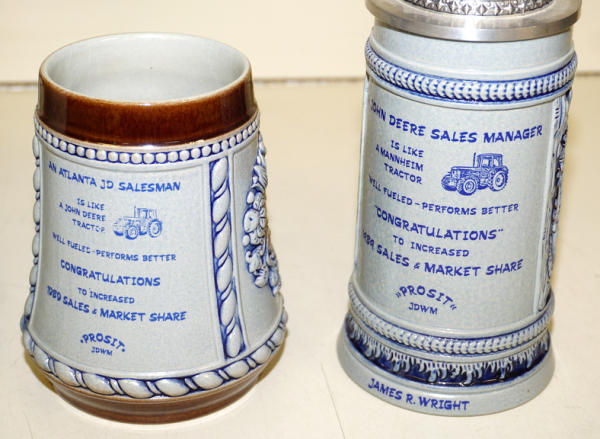 AN ATLANTA JD SALESMAN
IS LIKE
A JOHN DEERE
TRACTOR
WELL FUELED-PERFORMS BETTER
CONGRATULATIONS
TO INCREASED
1989 SALES & MARKET SHARE
"PROSIT"
JDWM
JOHN DEERE SALES MANAGER
IS LIKE
A MANNHEIM
TRACTOR
WELL FUELED-PERFORMS BETTER
"CONGRATULATIONS"
TO INCREASED
1989 SALES & MARKET SHARE
»PROSIT«
JDWM
JAMES R. WRIGHT